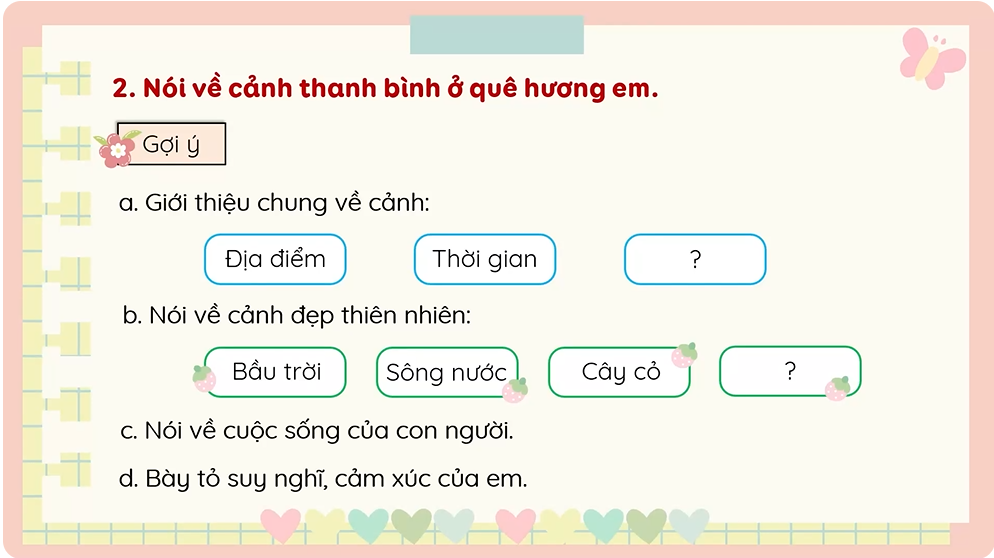 2. Nói về cảnh thanh bình ở quê hương em.
Gợi ý
a. Giới thiệu chung về cảnh:
Địa điểm Thời gian ?
b. Nói về cảnh đẹp thiên nhiên:
Bầu trời Sông nước Cây cỏ ?
c. Nói về cuộc sống của con người.
d. Bày tỏ suy nghĩ, cảm xúc của em.